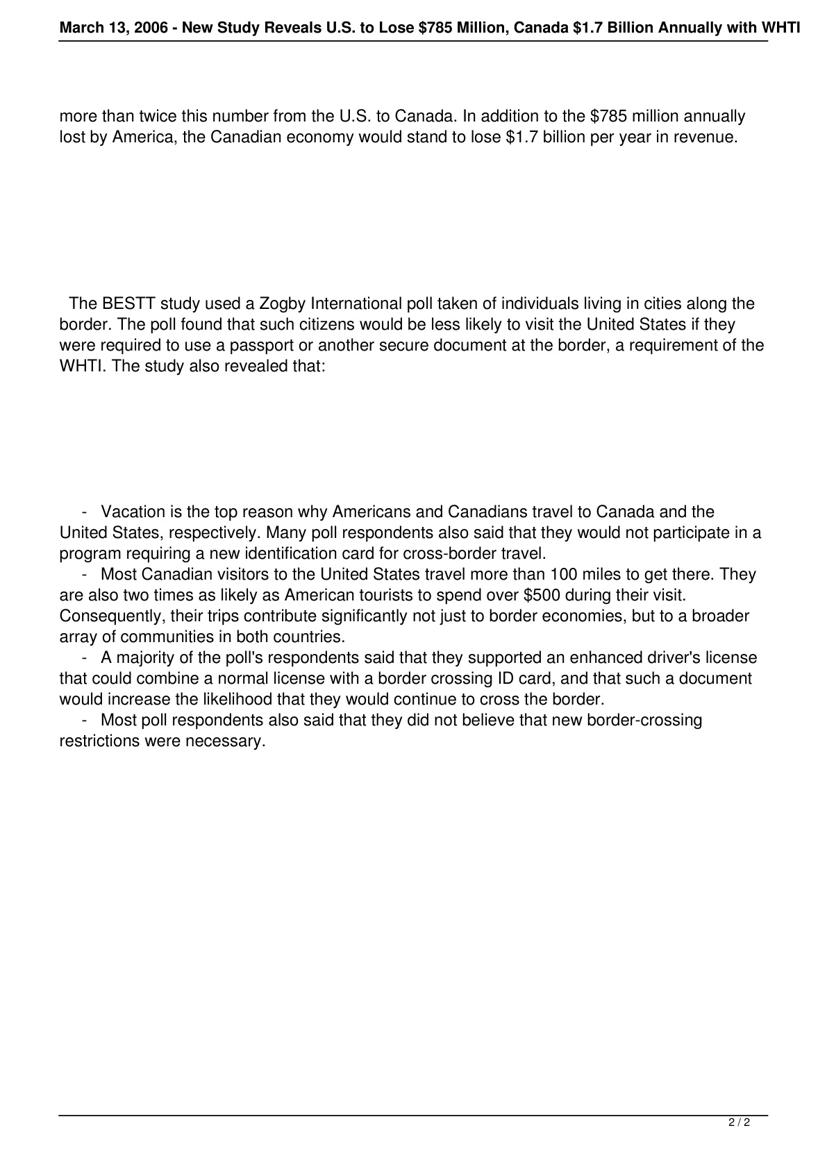 March 13, 2006 - New Study Reveals U.S. to Lose $785 Million, Canada $1.7 Billion Annually with WHTI
more than twice this number from the U.S. to Canada. In addition to the $785 million annually
lost by America, the Canadian economy would stand to lose $1.7 billion per year in revenue.
The BESTT study used a Zogby International poll taken of individuals living in cities along the
border. The poll found that such citizens would be less likely to visit the United States if they
were required to use a passport or another secure document at the border, a requirement of the
WHTI. The study also revealed that:
- Vacation is the top reason why Americans and Canadians travel to Canada and the
United States, respectively. Many poll respondents also said that they would not participate in a
program requiring a new identification card for cross-border travel.
- Most Canadian visitors to the United States travel more than 100 miles to get there. They
are also two times as likely as American tourists to spend over $500 during their visit.
Consequently, their trips contribute significantly not just to border economies, but to a broader
array of communities in both countries.
- A majority of the poll's respondents said that they supported an enhanced driver's license
that could combine a normal license with a border crossing ID card, and that such a document
would increase the likelihood that they would continue to cross the border.
- Most poll respondents also said that they did not believe that new border-crossing
restrictions were necessary.
2 / 2